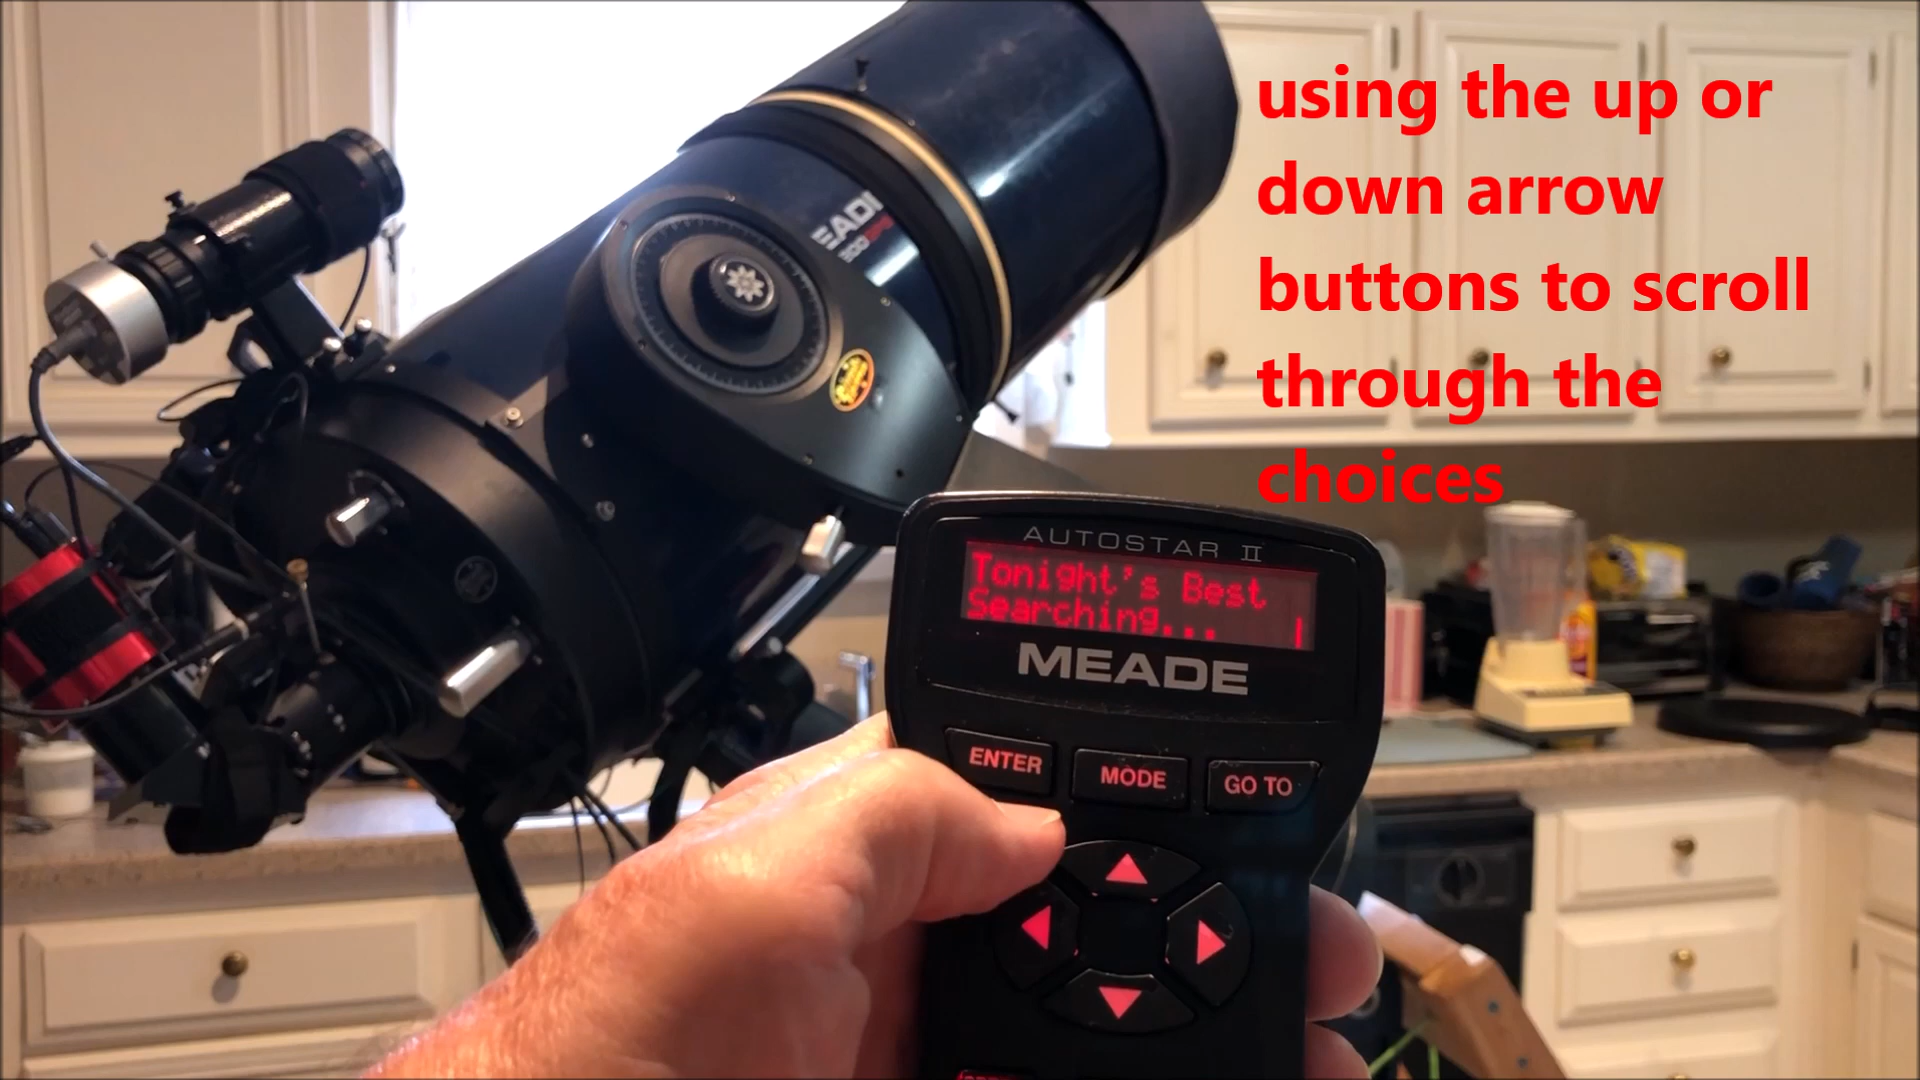 using the up or
down arrow
buttons to scroll
through the
choices
AUTOSTAR II
Tonight's Best
Searching...
MEADE
ENTER
MODE
GO TO